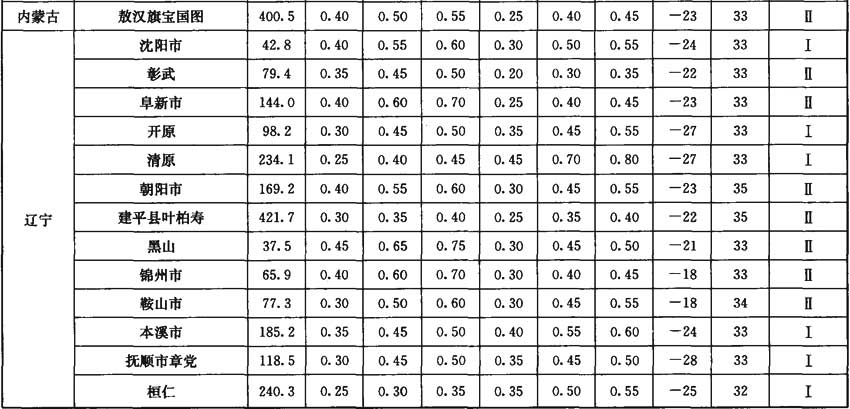 内蒙古 敖汉旗宝国图 400.5 0.40 0.50 0.55 0.25 0.40 0.45 −23 33 Ⅱ
沈阳市 42.8 0.40 0.55 0.60 0.30 0.50 0.55 −24 33 Ⅰ
彰武 79.4 0.35 0.45 0.50 0.20 0.30 0.35 −22 33 Ⅱ
阜新市 144.0 0.40 0.60 0.70 0.25 0.40 0.45 −23 33 Ⅱ
开原 98.2 0.30 0.45 0.50 0.35 0.45 0.55 −27 33 Ⅰ
清原 234.1 0.25 0.40 0.45 0.45 0.70 0.80 −27 33 Ⅰ
朝阳市 169.2 0.40 0.55 0.60 0.30 0.45 0.55 −23 35 Ⅱ
辽宁 建平县叶柏寿 421.7 0.30 0.35 0.40 0.25 0.35 0.40 −22 35 Ⅱ
黑山 37.5 0.45 0.65 0.75 0.30 0.45 0.50 −21 33 Ⅱ
锦州市 65.9 0.40 0.60 0.70 0.30 0.40 0.45 −18 33 Ⅱ
鞍山市 77.3 0.30 0.50 0.60 0.30 0.45 0.55 −18 34 Ⅱ
本溪市 185.2 0.35 0.45 0.50 0.40 0.55 0.60 −24 33 Ⅰ
抚顺市章党 118.5 0.30 0.45 0.50 0.35 0.45 0.50 −28 33 Ⅰ
桓仁 240.3 0.25 0.30 0.35 0.35 0.50 0.55 −25 32 Ⅰ